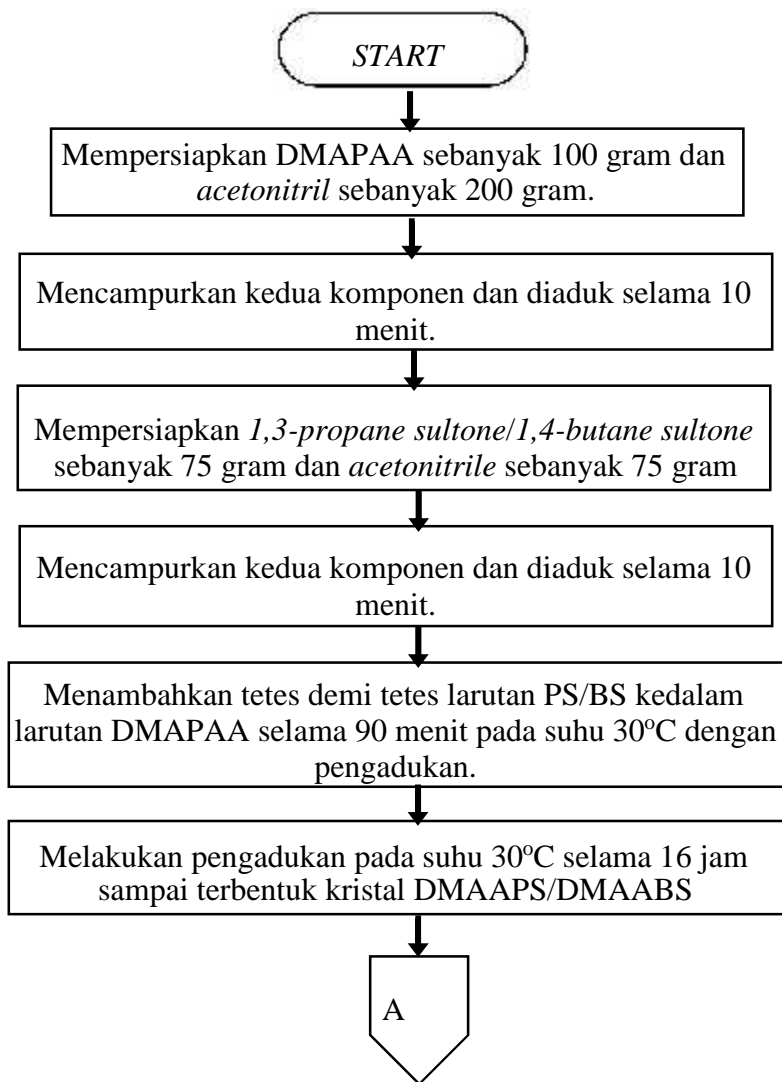 START
Mempersiapkan DMAPAA sebanyak 100 gram dan
acetonitril sebanyak 200 gram.
Mencampurkan kedua komponen dan diaduk selama 10
menit.
Mempersiapkan 1,3-propane sultone/1,4-butane sultone
sebanyak 75 gram dan acetonitrile sebanyak 75 gram
Mencampurkan kedua komponen dan diaduk selama 10
menit.
Menambahkan tetes demi tetes larutan PS/BS kedalam
larutan DMAPAA selama 90 menit pada suhu 30°C dengan
pengadukan.
Melakukan pengadukan pada suhu 30°C selama 16 jam
sampai terbentuk kristal DMAAPS/DMAABS
A